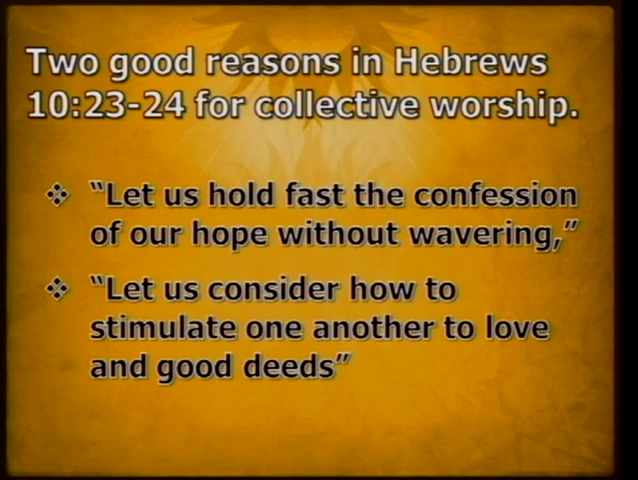 Two good reasons in Hebrews
10:23-24 for collective worship.
❖ “Let us hold fast the confession
of our hope without wavering,”
❖ “Let us consider how to
stimulate one another to love
and good deeds”